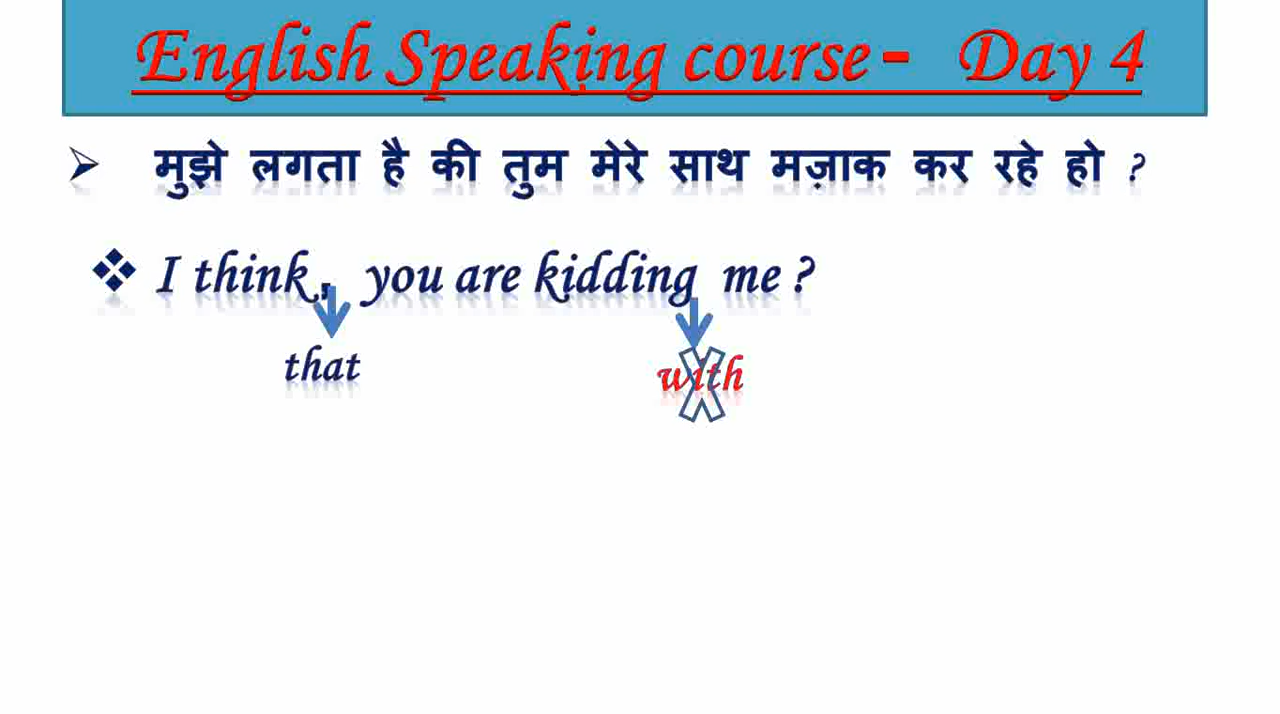 English Speaking course - Day 4
मुझे लगता है की तुम मेरे साथ मज़ाक कर रहे हो ?
I think, you are kidding me ?
that with